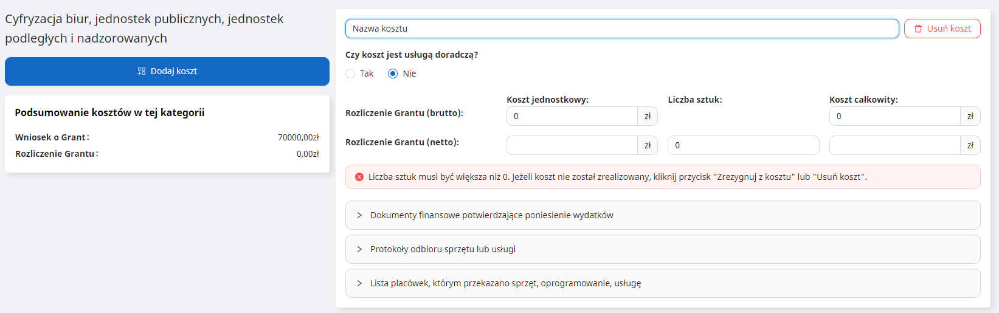 Cyfryzacja biur, jednostek publicznych, jednostek
podległych i nadzorowanych
Dodaj koszt
Podsumowanie kosztów w tej kategorii
Wniosek o Grant: 70000,00zł
Rozliczenie Grantu: 0,00zł
Nazwa kosztu
Usuń koszt
Czy koszt jest usługą doradczą?
Tak Nie
Koszt jednostkowy: Liczba sztuk: Koszt całkowity:
Rozliczenie Grantu (brutto): 0 zł 0 zł
Rozliczenie Grantu (netto): zł 0 zł
Liczba sztuk musi być większa niż 0. Jeżeli koszt nie został zrealizowany, kliknij przycisk "Zrezygnuj z kosztu" lub "Usuń koszt".
Dokumenty finansowe potwierdzające poniesienie wydatków
Protokoły odbioru sprzętu lub usługi
Lista placówek, którym przekazano sprzęt, oprogramowanie, usługę